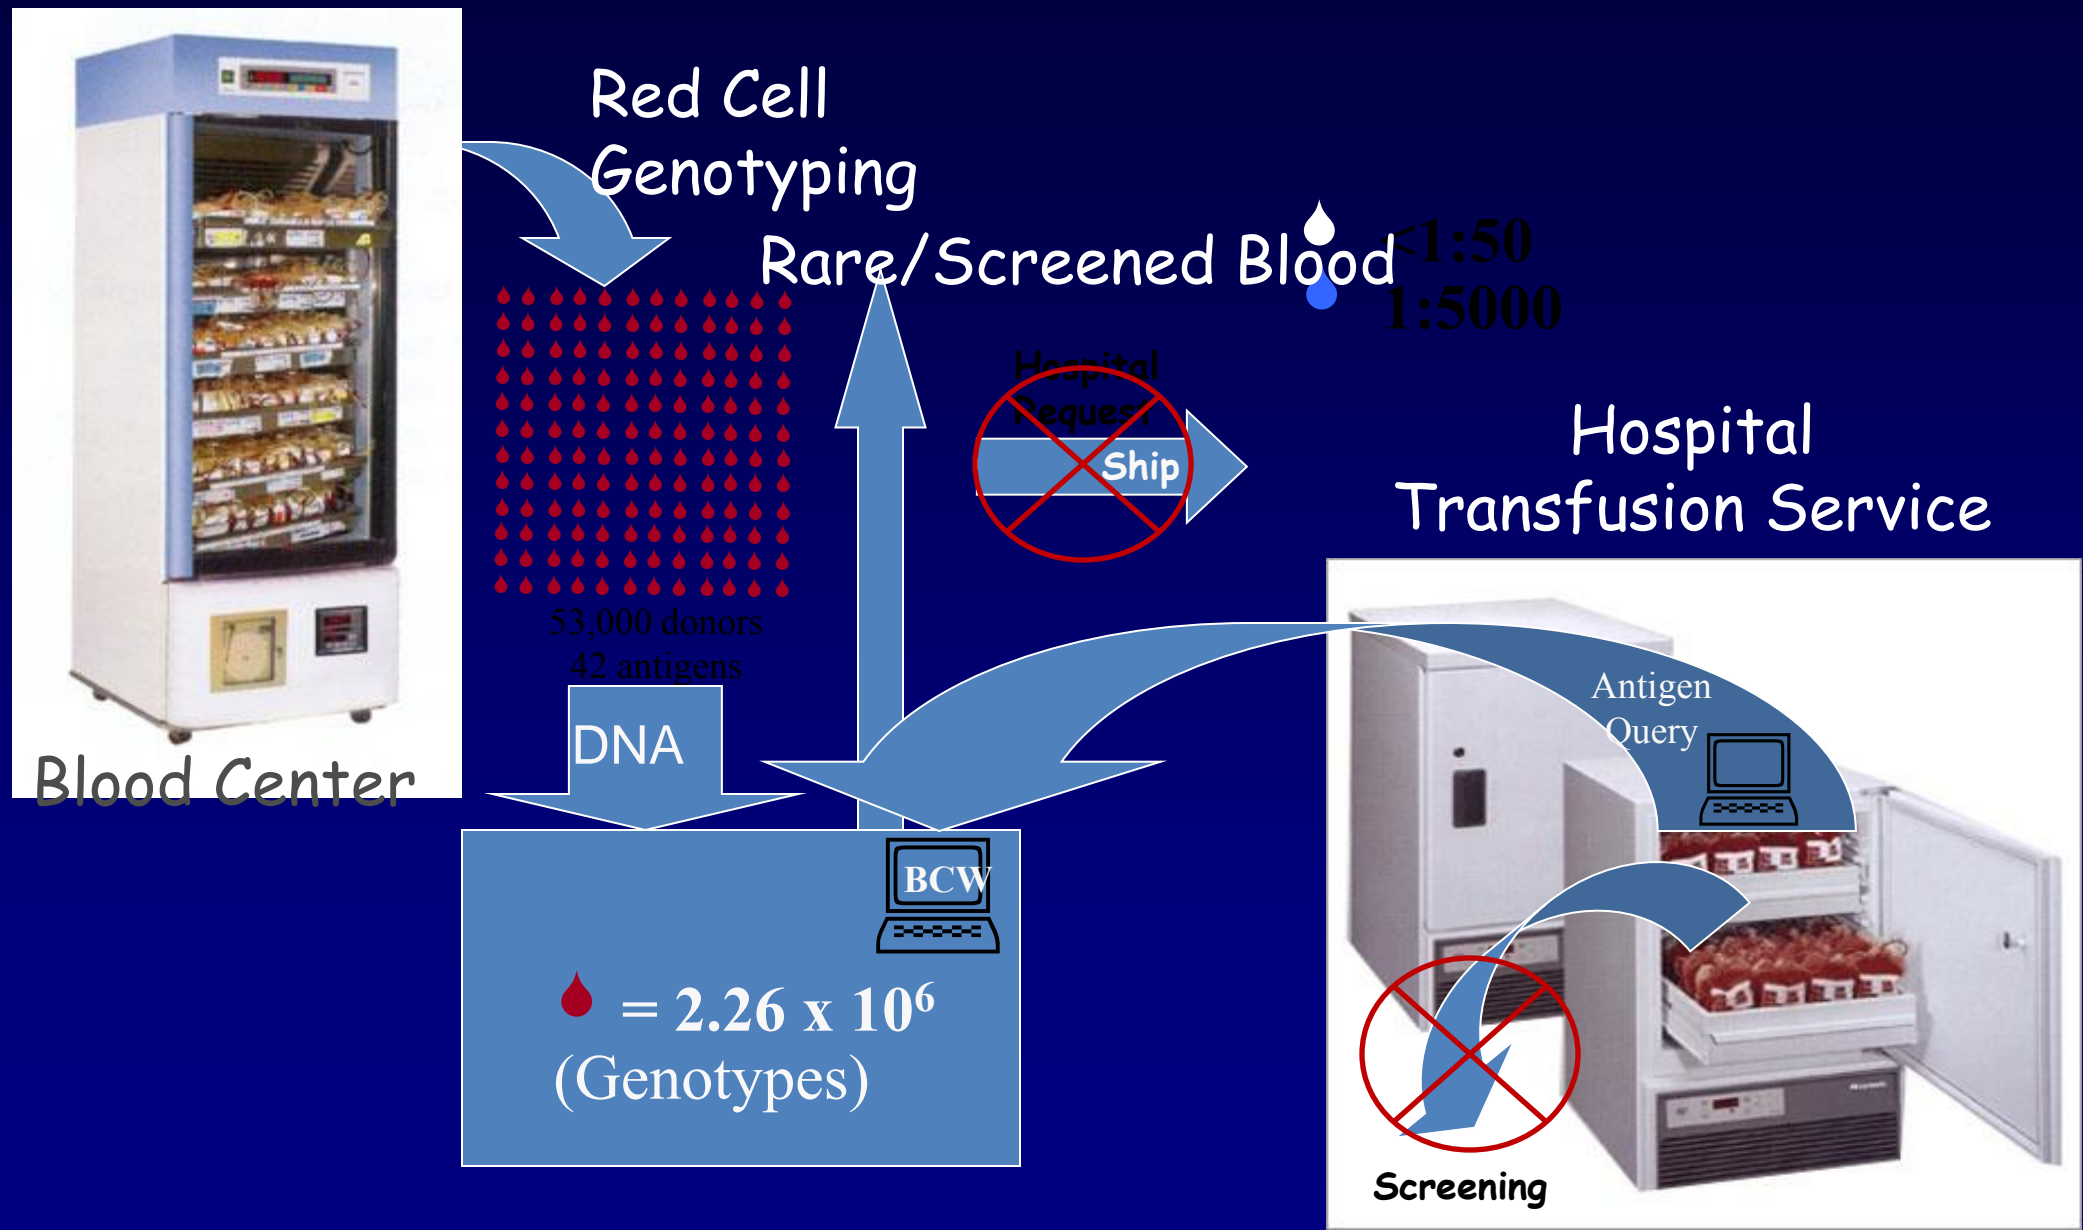 Red Cell
Genotyping
Rare/Screened Blood
<1:50
1:5000
Hospital
Request
Ship
Hospital
Transfusion Service
53,000 donors
42 antigens
DNA
Blood Center
Antigen
Query
BCW
= 2.26 x 10⁶
(Genotypes)
Screening